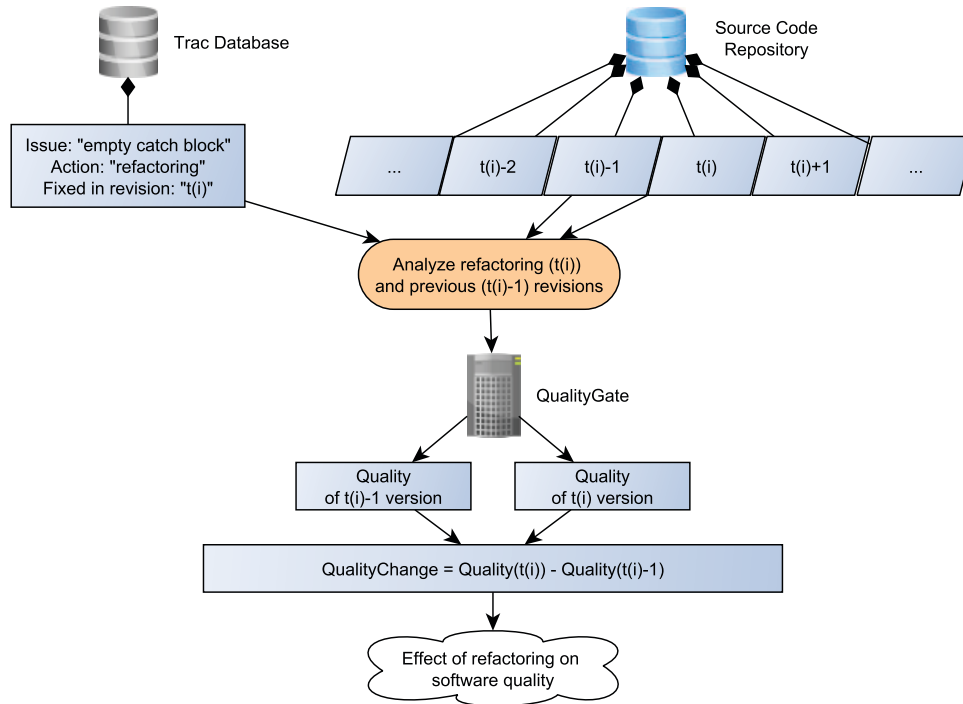 Trac Database
Source Code
Repository
Issue: "empty catch block"
Action: "refactoring"
Fixed in revision: "t(i)"
...
t(i)-2
t(i)-1
t(i)
t(i)+1
...
Analyze refactoring (t(i))
and previous (t(i)-1) revisions
QualityGate
Quality
of t(i)-1 version
Quality
of t(i) version
QualityChange = Quality(t(i)) - Quality(t(i)-1)
Effect of refactoring on
software quality